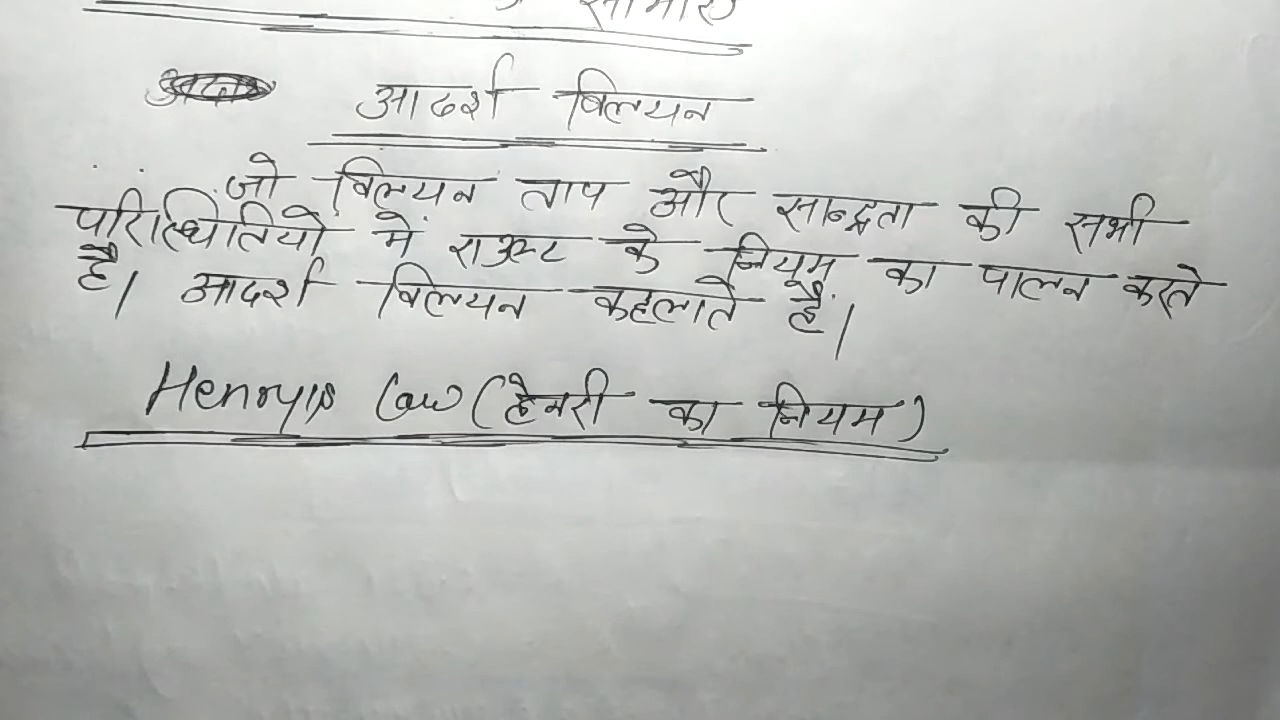 आदर्श विलयन
जो विलयन ताप और सान्द्रता की सभी
परिस्थितियों में राउल्ट के नियम का पालन करते
है। आदर्श विलयन कहलाते हैं।
Henry's Law (हेनरी का नियम)